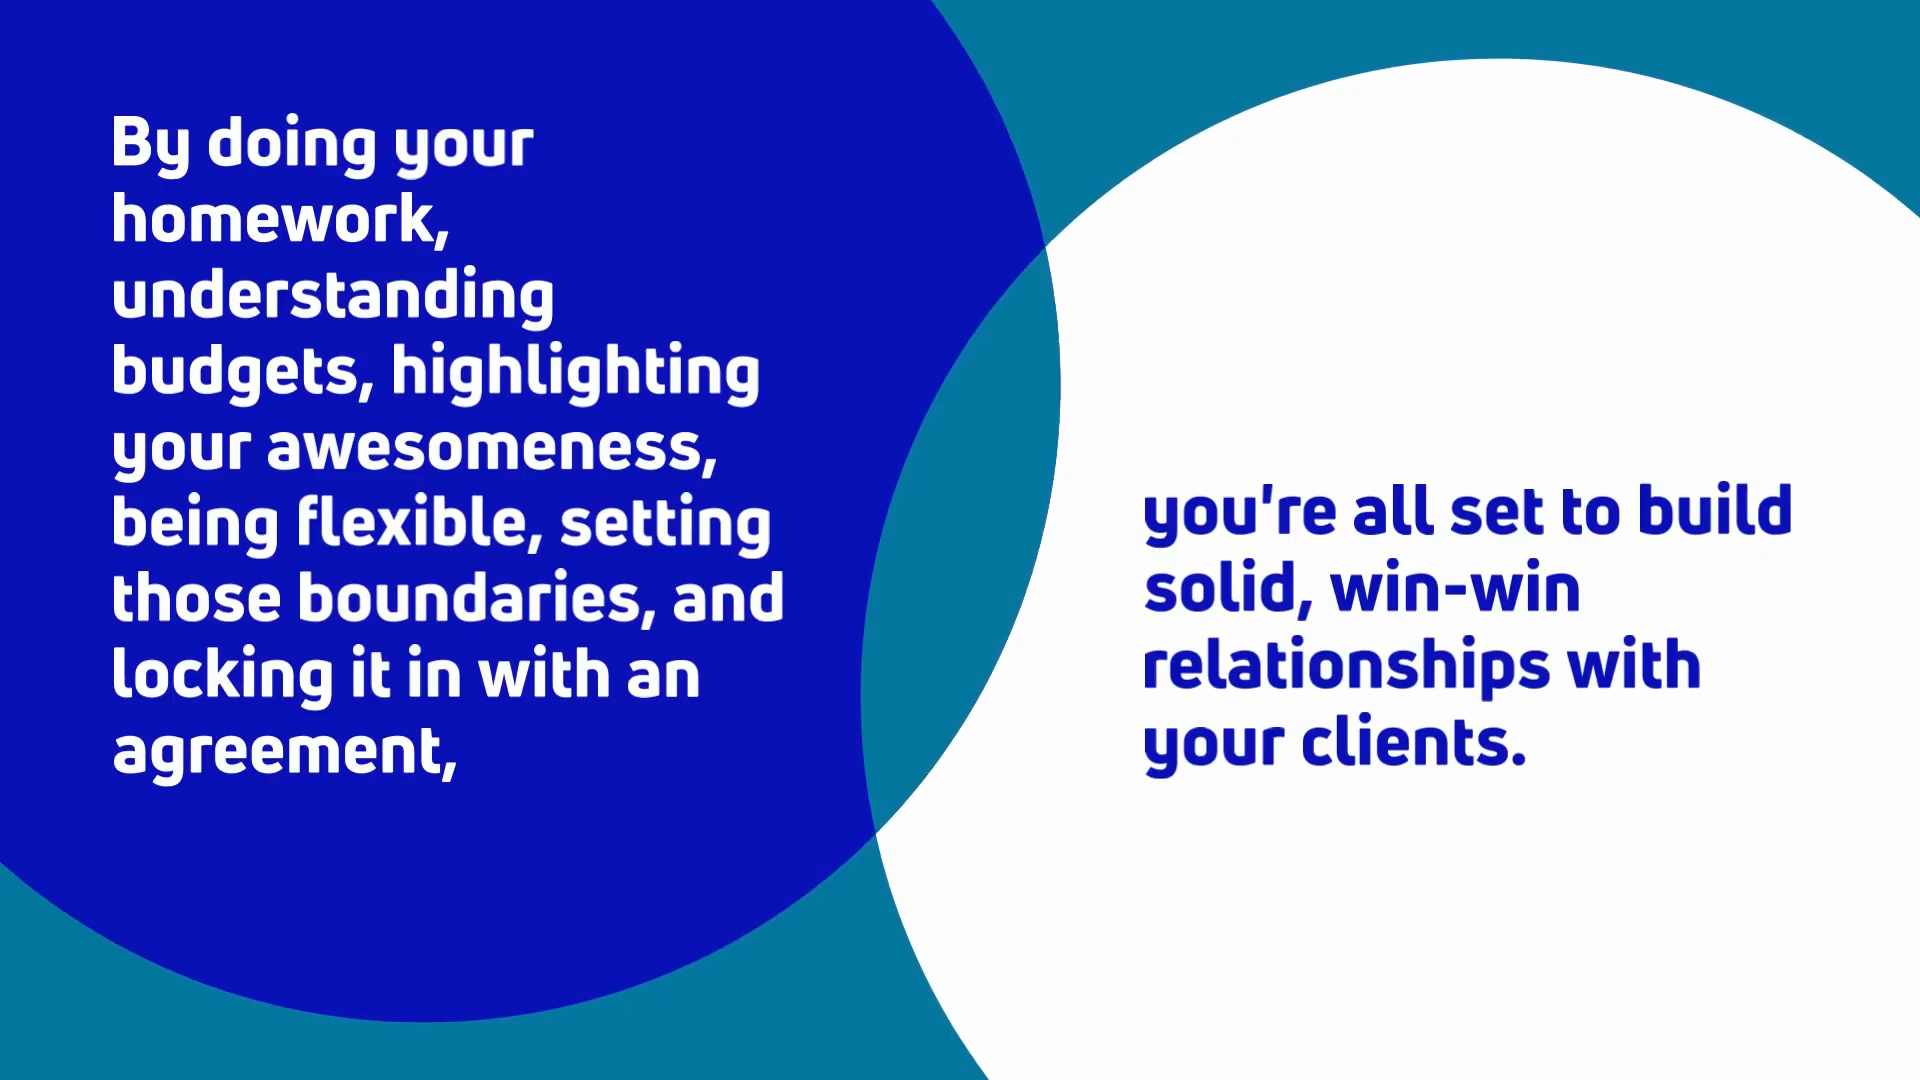 By doing your
homework,
understanding
budgets, highlighting
your awesomeness,
being flexible, setting
those boundaries, and
locking it in with an
agreement,
you're all set to build
solid, win-win
relationships with
your clients.